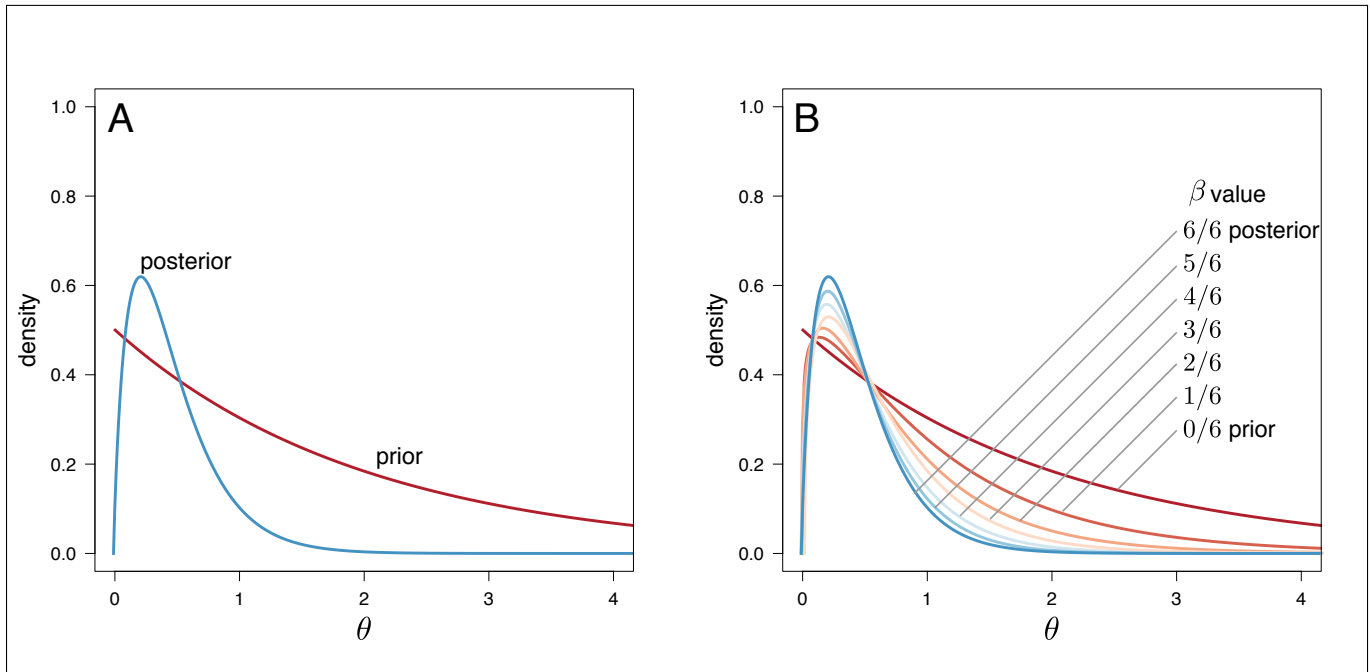 A
1.0
0.8
0.6
0.4
0.2
0.0
density
posterior
prior
0 1 2 3 4
θ
B
1.0
0.8
0.6
0.4
0.2
0.0
density
β value
6/6 posterior
5/6
4/6
3/6
2/6
1/6
0/6 prior
0 1 2 3 4
θ